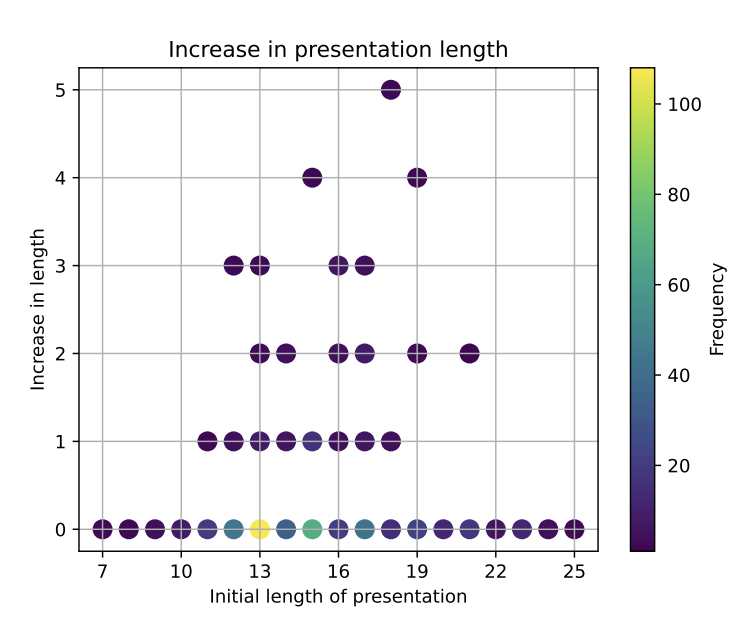 Increase in presentation length
Increase in length
5
4
3
2
1
0
7 10 13 16 19 22 25
Initial length of presentation
100
80
60
40
20
Frequency